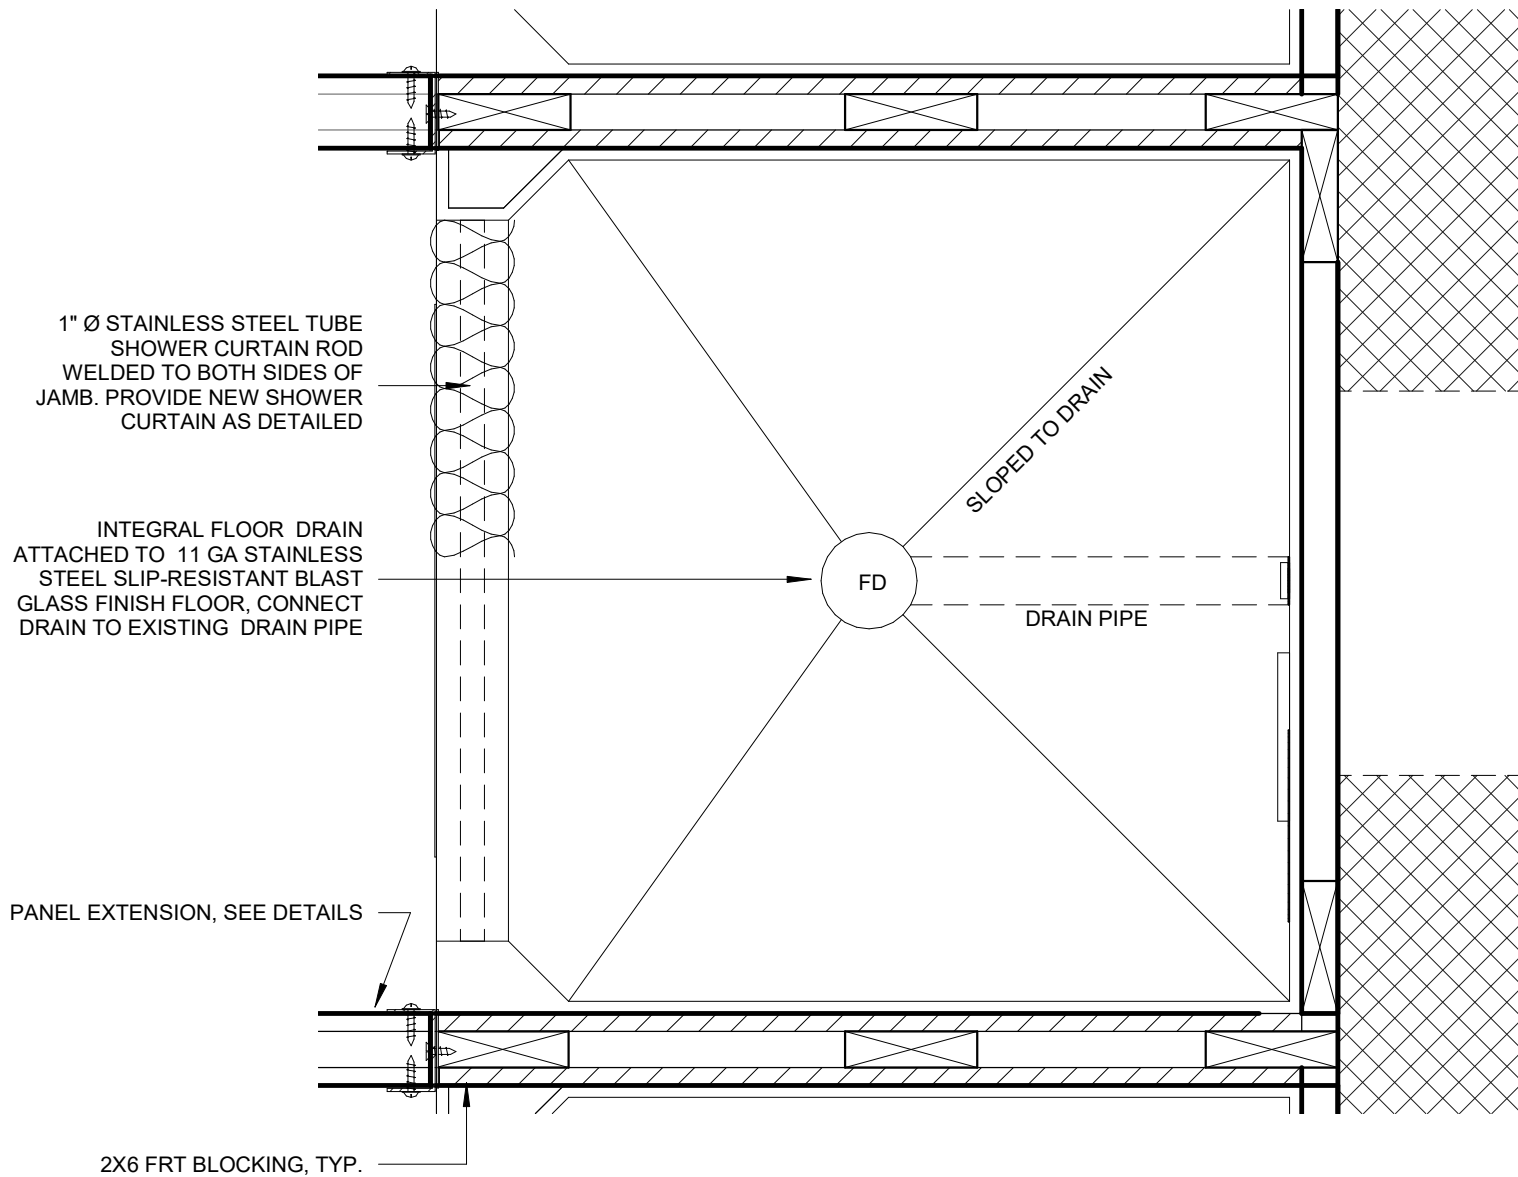 1" Ø STAINLESS STEEL TUBE
SHOWER CURTAIN ROD
WELDED TO BOTH SIDES OF
JAMB. PROVIDE NEW SHOWER
CURTAIN AS DETAILED
SLOPED TO DRAIN
INTEGRAL FLOOR DRAIN
ATTACHED TO 11 GA STAINLESS
STEEL SLIP-RESISTANT BLAST
GLASS FINISH FLOOR, CONNECT
DRAIN TO EXISTING DRAIN PIPE
FD
DRAIN PIPE
PANEL EXTENSION, SEE DETAILS
2X6 FRT BLOCKING, TYP.